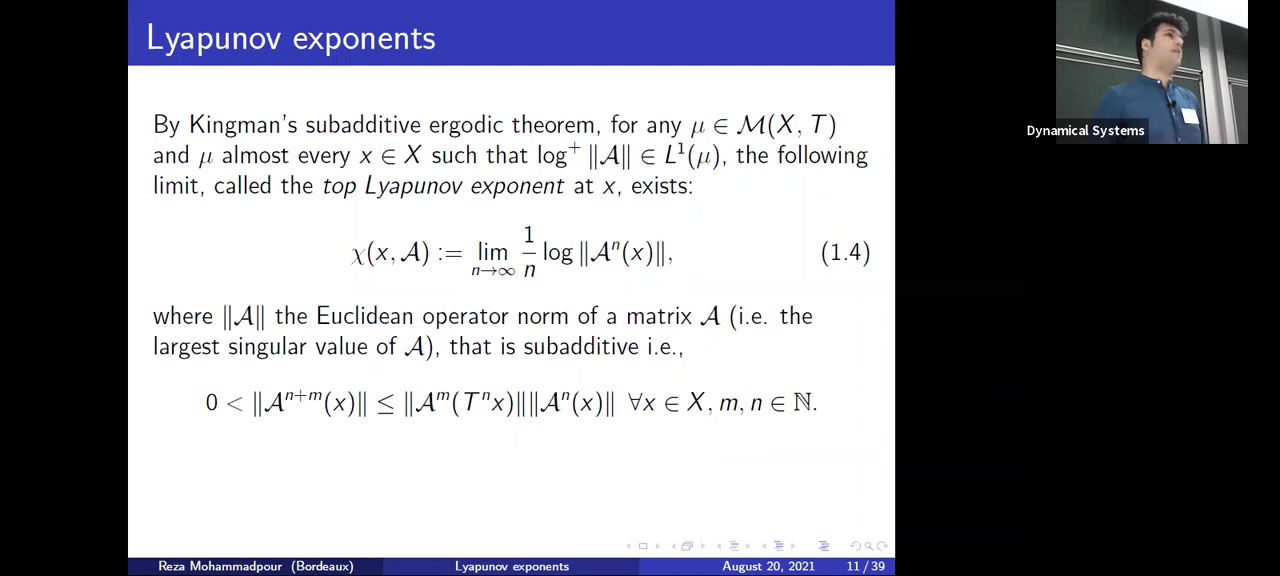 Lyapunov exponents
By Kingman's subadditive ergodic theorem, for any μ ∈ ℳ(X, T)
and μ almost every x ∈ X such that log⁺ ‖𝒜‖ ∈ L¹(μ), the following
limit, called the top Lyapunov exponent at x, exists:
χ(x, 𝒜) := lim_{n→∞} 1/n log ‖𝒜ⁿ(x)‖, (1.4)
where ‖𝒜‖ the Euclidean operator norm of a matrix 𝒜 (i.e. the
largest singular value of 𝒜), that is subadditive i.e.,
0 < ‖𝒜ⁿ⁺ᵐ(x)‖ ≤ ‖𝒜ᵐ(Tⁿx)‖‖𝒜ⁿ(x)‖ ∀x ∈ X, m, n ∈ ℕ.
Reza Mohammadpour (Bordeaux) Lyapunov exponents August 20, 2021 11 / 39
Dynamical Systems